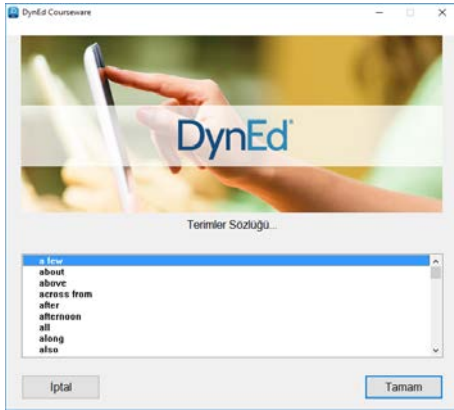 DynEd Courseware
DynEd
Terimler Sözlüğü...
a few
about
above
across from
after
afternoon
all
along
also
İptal
Tamam